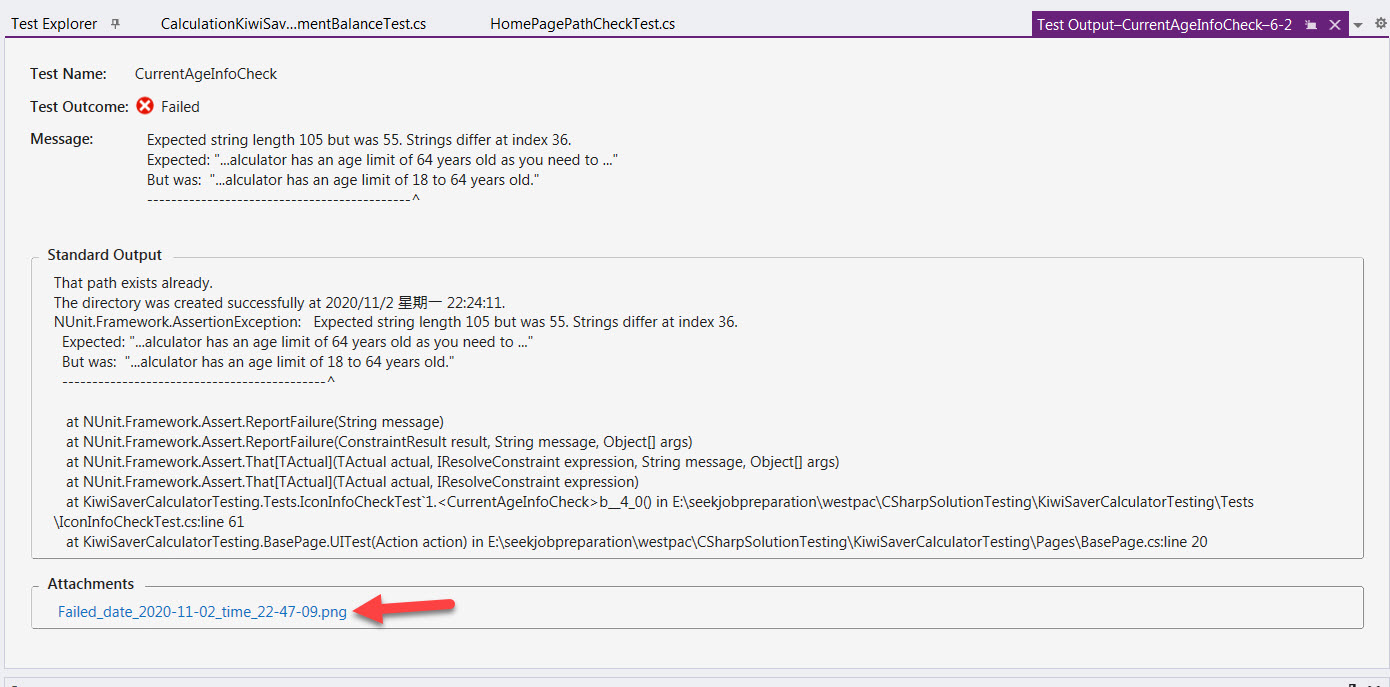 Test Explorer CalculationKiwiSav...mentBalanceTest.cs HomePagePathCheckTest.cs Test Output–CurrentAgeInfoCheck–6-2
Test Name: CurrentAgeInfoCheck
Test Outcome: Failed
Message: Expected string length 105 but was 55. Strings differ at index 36.
Expected: "...alculator has an age limit of 64 years old as you need to ..."
But was: "...alculator has an age limit of 18 to 64 years old."
--------------------------------------------^
Standard Output
That path exists already.
The directory was created successfully at 2020/11/2 星期一 22:24:11.
NUnit.Framework.AssertionException: Expected string length 105 but was 55. Strings differ at index 36.
Expected: "...alculator has an age limit of 64 years old as you need to ..."
But was: "...alculator has an age limit of 18 to 64 years old."
--------------------------------------------^
at NUnit.Framework.Assert.ReportFailure(String message)
at NUnit.Framework.Assert.ReportFailure(ConstraintResult result, String message, Object[] args)
at NUnit.Framework.Assert.That[TActual](TActual actual, IResolveConstraint expression, String message, Object[] args)
at NUnit.Framework.Assert.That[TActual](TActual actual, IResolveConstraint expression)
at KiwiSaverCalculatorTesting.Tests.IconInfoCheckTest`1.<CurrentAgeInfoCheck>b__4_0() in E:\seekjobpreparation\westpac\CSharpSolutionTesting\KiwiSaverCalculatorTesting\Tests
\IconInfoCheckTest.cs:line 61
at KiwiSaverCalculatorTesting.BasePage.UITest(Action action) in E:\seekjobpreparation\westpac\CSharpSolutionTesting\KiwiSaverCalculatorTesting\Pages\BasePage.cs:line 20
Attachments
Failed_date_2020-11-02_time_22-47-09.png